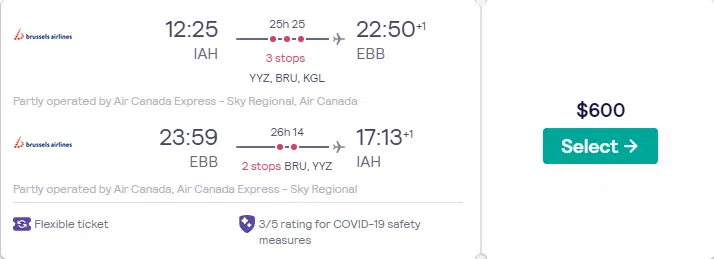 brussels airlines
12:25
25h 25
22:50+1
IAH
3 stops
EBB
YYZ, BRU, KGL
Partly operated by Air Canada Express - Sky Regional, Air Canada
brussels airlines
23:59
26h 14
17:13+1
EBB
2 stops BRU, YYZ
IAH
Partly operated by Air Canada, Air Canada Express - Sky Regional
Flexible ticket
3/5 rating for COVID-19 safety
measures
$600
Select →